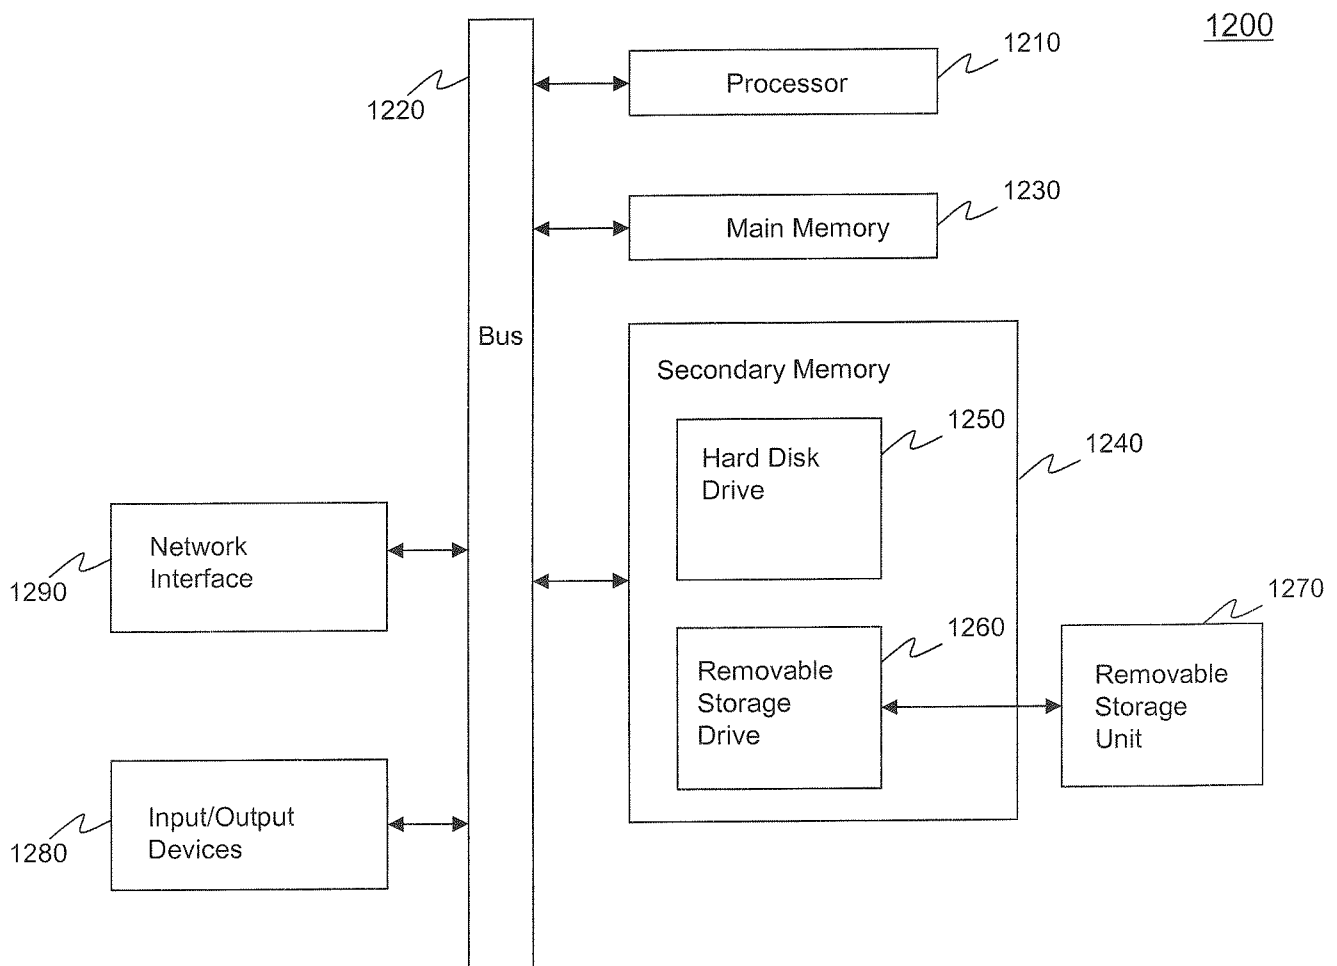 1200
1210
Processor
1220
1230
Main Memory
Bus
Secondary Memory
1250
Hard Disk
Drive
1240
Network
Interface
1290
1260
Removable
Storage
Drive
1270
Removable
Storage
Unit
Input/Output
Devices
1280